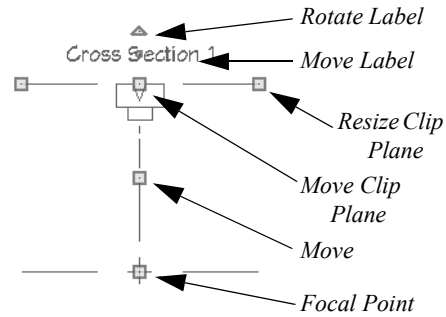 Rotate Label
Cross Section 1
Move Label
Resize Clip
Plane
Move Clip
Plane
Move
Focal Point